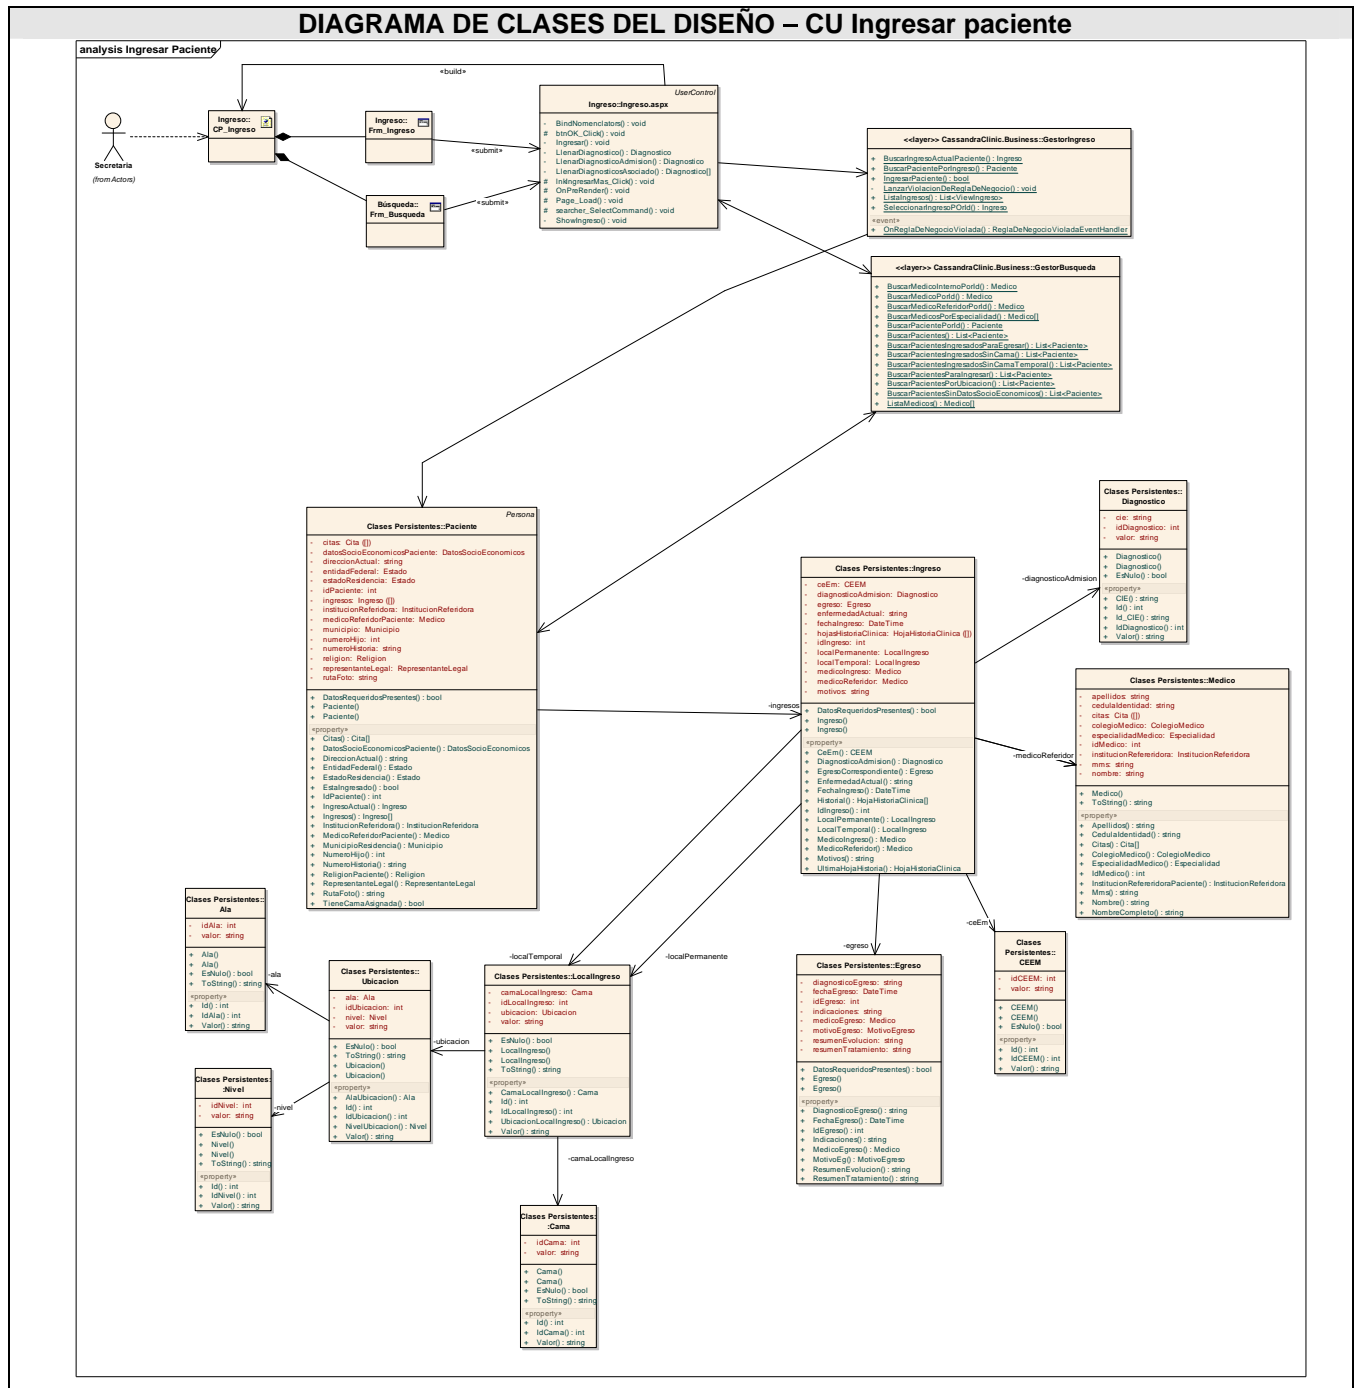 DIAGRAMA DE CLASES DEL DISEÑO – CU Ingresar paciente
analysis Ingresar Paciente
«build»
Secretaria
(from Actors)
Ingreso::
CP_Ingreso
Ingreso::
Frm_Ingreso
Búsqueda::
Frm_Busqueda
«submit»
«submit»
UserControl
Ingreso::Ingreso.aspx
- BindNomenclators() : void
# btnOK_Click() : void
- Ingresar() : void
- LlenarDiagnostico() : Diagnostico
- LlenarDiagnosticoAdmision() : Diagnostico
- LlenarDiagnosticosAsociado() : Diagnostico[]
# lnkIngresarMas_Click() : void
# OnPreRender() : void
# Page_Load() : void
# searcher_SelectCommand() : void
- ShowIngreso() : void
<<layer>> CassandraClinic.Business::GestorIngreso
+ BuscarIngresoActualPaciente() : Ingreso
+ BuscarPacientePorIngreso() : Paciente
+ IngresarPaciente() : bool
- LanzarViolacionDeReglaDeNegocio() : void
+ ListaIngresos() : List<ViewIngreso>
+ SeleccionarIngresoPOrId() : Ingreso
«event»
+ OnReglaDeNegocioViolada() : ReglaDeNegocioVioladaEventHandler
<<layer>> CassandraClinic.Business::GestorBusqueda
+ BuscarMedicoInternoPorId() : Medico
+ BuscarMedicoPorId() : Medico
+ BuscarMedicoReferidorPorId() : Medico
+ BuscarMedicosPorEspecialidad() : Medico[]
+ BuscarPacientePorId() : Paciente
+ BuscarPacientes() : List<Paciente>
+ BuscarPacientesIngresadosParaEgresar() : List<Paciente>
+ BuscarPacientesIngresadosSinCama() : List<Paciente>
+ BuscarPacientesIngresadosSinCamaTemporal() : List<Paciente>
+ BuscarPacientesParaIngresar() : List<Paciente>
+ BuscarPacientesPorUbicacion() : List<Paciente>
+ BuscarPacientesSinDatosSocioEconomicos() : List<Paciente>
+ ListaMedicos() : Medico[]
Persona
Clases Persistentes::Paciente
- citas: Cita ([])
- datosSocioEconomicosPaciente: DatosSocioEconomicos
- direccionActual: string
- entidadFederal: Estado
- estadoResidencia: Estado
- idPaciente: int
- ingresos: Ingreso ([])
- institucionReferidora: InstitucionReferidora
- medicoReferidorPaciente: Medico
- municipio: Municipio
- numeroHijo: int
- numeroHistoria: string
- religion: Religion
- representanteLegal: RepresentanteLegal
- rutaFoto: string
+ DatosRequeridosPresentes() : bool
+ Paciente()
+ Paciente()
«property»
+ Citas() : Cita[]
+ DatosSocioEconomicosPaciente() : DatosSocioEconomicos
+ DireccionActual() : string
+ EntidadFederal() : Estado
+ EstadoResidencia() : Estado
+ EstaIngresado() : bool
+ IdPaciente() : int
+ IngresoActual() : Ingreso
+ Ingresos() : Ingreso[]
+ InstitucionReferidora() : InstitucionReferidora
+ MedicoReferidorPaciente() : Medico
+ MunicipioResidencia() : Municipio
+ NumeroHijo() : int
+ NumeroHistoria() : string
+ ReligionPaciente() : Religion
+ RepresentanteLegal() : RepresentanteLegal
+ RutaFoto() : string
+ TieneCamaAsignada() : bool
-ingresos
Clases Persistentes::Ingreso
- ceEm: CEEM
- diagnosticoAdmision: Diagnostico
- egreso: Egreso
- enfermedadActual: string
- fechaIngreso: DateTime
- hojasHistoriaClinica: HojaHistoriaClinica ([])
- idIngreso: int
- localPermanente: LocalIngreso
- localTemporal: LocalIngreso
- medicoIngreso: Medico
- medicoReferidor: Medico
- motivos: string
+ DatosRequeridosPresentes() : bool
+ Ingreso()
+ Ingreso()
«property»
+ CeEm() : CEEM
+ DiagnosticoAdmision() : Diagnostico
+ EgresoCorrespondiente() : Egreso
+ EnfermedadActual() : string
+ FechaIngreso() : DateTime
+ Historial() : HojaHistoriaClinica[]
+ IdIngreso() : int
+ LocalPermanente() : LocalIngreso
+ LocalTemporal() : LocalIngreso
+ MedicoIngreso() : Medico
+ MedicoReferidor() : Medico
+ Motivos() : string
+ UltimaHojaHistoria() : HojaHistoriaClinica
-diagnosticoAdmision
Clases Persistentes::
Diagnostico
- cie: string
- idDiagnostico: int
- valor: string
+ Diagnostico()
+ Diagnostico()
+ EsNulo() : bool
«property»
+ CIE() : string
+ Id() : int
+ Id_CIE() : string
+ IdDiagnostico() : int
+ Valor() : string
-medicoReferidor
Clases Persistentes::Medico
- apellidos: string
- cedulaIdentidad: string
- citas: Cita ([])
- colegioMedico: ColegioMedico
- especialidadMedico: Especialidad
- idMedico: int
- institucionRefereridora: InstitucionReferidora
- mms: string
- nombre: string
+ Medico()
+ ToString() : string
«property»
+ Apellidos() : string
+ CedulaIdentidad() : string
+ Citas() : Cita[]
+ ColegioMedico() : ColegioMedico
+ EspecialidadMedico() : Especialidad
+ IdMedico() : int
+ InstitucionRefereridoraPaciente() : InstitucionReferidora
+ Mms() : string
+ Nombre() : string
+ NombreCompleto() : string
Clases Persistentes::
Ala
- idAla: int
- valor: string
+ Ala()
+ Ala()
+ EsNulo() : bool
+ ToString() : string
«property»
+ Id() : int
+ IdAla() : int
+ Valor() : string
-ala
Clases Persistentes::
Ubicacion
- ala: Ala
- idUbicacion: int
- nivel: Nivel
- valor: string
+ EsNulo() : bool
+ ToString() : string
+ Ubicacion()
+ Ubicacion()
«property»
+ AlaUbicacion() : Ala
+ Id() : int
+ IdUbicacion() : int
+ NivelUbicacion() : Nivel
+ Valor() : string
-nivel
Clases Persistentes:
:Nivel
- idNivel: int
- valor: string
+ EsNulo() : bool
+ Nivel()
+ Nivel()
+ ToString() : string
«property»
+ Id() : int
+ IdNivel() : int
+ Valor() : string
-ubicacion
-localTemporal
-localPermanente
Clases Persistentes::LocalIngreso
- camaLocalIngreso: Cama
- idLocalIngreso: int
- ubicacion: Ubicacion
- valor: string
+ EsNulo() : bool
+ LocalIngreso()
+ LocalIngreso()
+ ToString() : string
«property»
+ CamaLocalIngreso() : Cama
+ Id() : int
+ IdLocalIngreso() : int
+ UbicacionLocalIngreso() : Ubicacion
+ Valor() : string
-camaLocalIngreso
Clases Persistentes:
:Cama
- idCama: int
- valor: string
+ Cama()
+ Cama()
+ EsNulo() : bool
+ ToString() : string
«property»
+ Id() : int
+ IdCama() : int
+ Valor() : string
-egreso
Clases Persistentes::Egreso
- diagnosticoEgreso: string
- fechaEgreso: DateTime
- idEgreso: int
- indicaciones: string
- medicoEgreso: Medico
- motivoEgreso: MotivoEgreso
- resumenEvolucion: string
- resumenTratamiento: string
+ DatosRequeridosPresentes() : bool
+ Egreso()
+ Egreso()
«property»
+ DiagnosticoEgreso() : string
+ FechaEgreso() : DateTime
+ IdEgreso() : int
+ Indicaciones() : string
+ MedicoEgreso() : Medico
+ MotivoEg() : MotivoEgreso
+ ResumenEvolucion() : string
+ ResumenTratamiento() : string
-ceEm
Clases
Persistentes::
CEEM
- idCEEM: int
- valor: string
+ CEEM()
+ CEEM()
+ EsNulo() : bool
«property»
+ Id() : int
+ IdCEEM() : int
+ Valor() : string